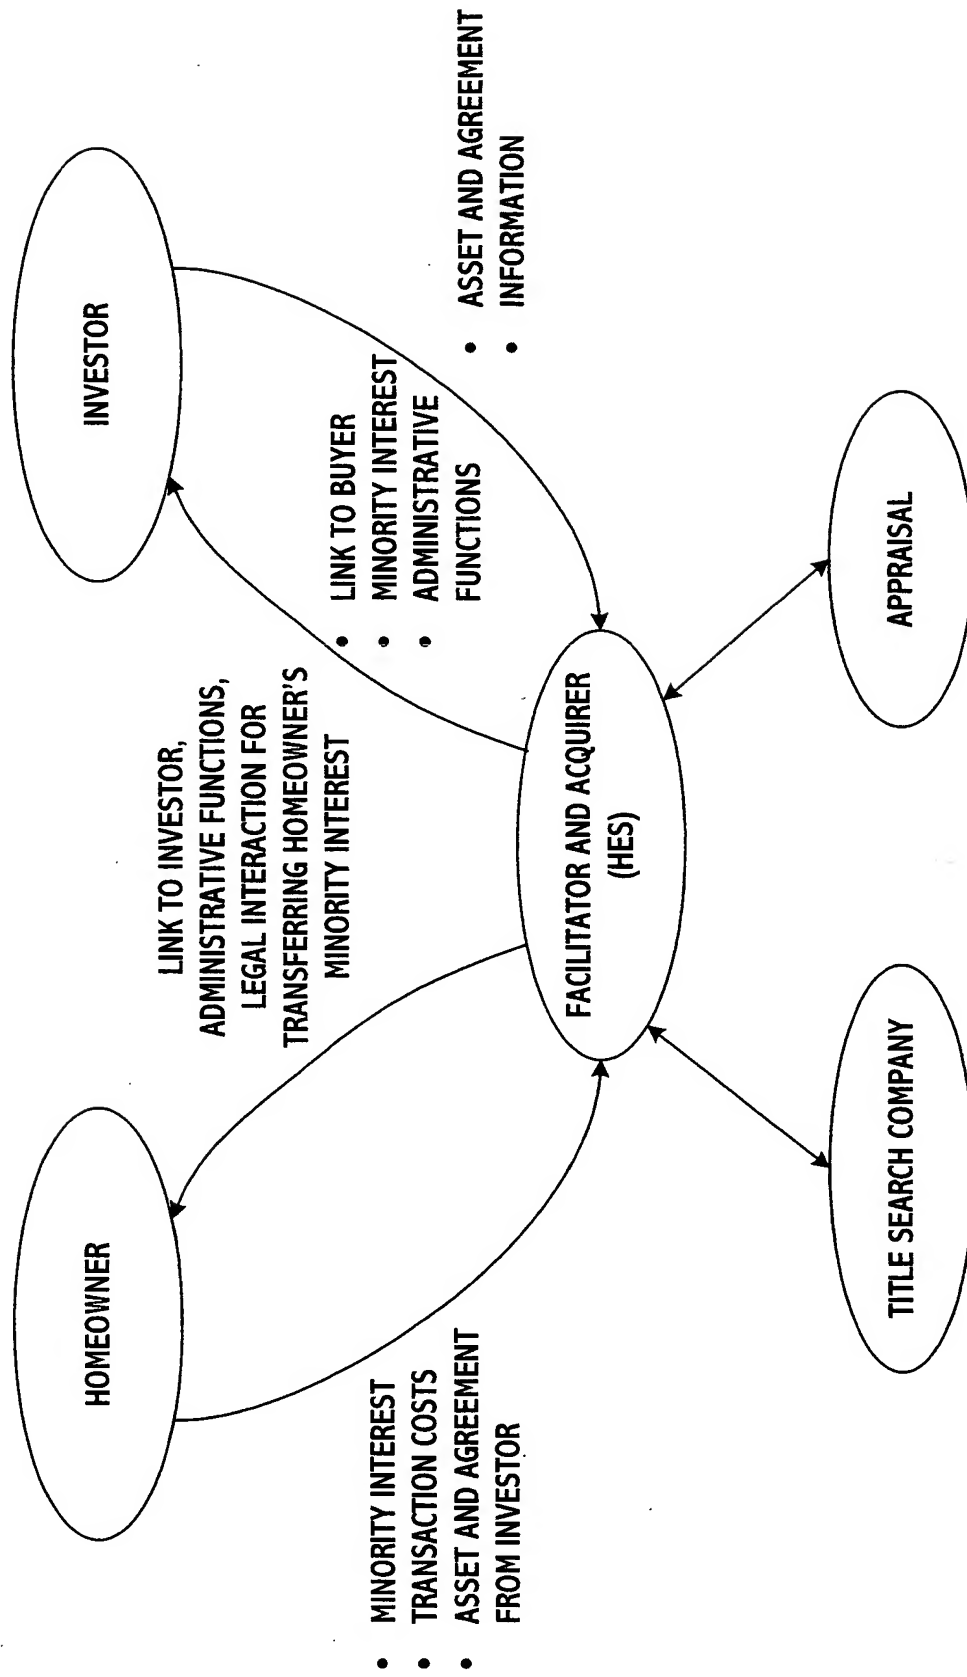 HOMEOWNER
INVESTOR
LINK TO INVESTOR,
ADMINISTRATIVE FUNCTIONS,
LEGAL INTERACTION FOR
TRANSFERRING HOMEOWNER'S
MINORITY INTEREST
• LINK TO BUYER
• MINORITY INTEREST
• ADMINISTRATIVE
FUNCTIONS
• MINORITY INTEREST
• TRANSACTION COSTS
• ASSET AND AGREEMENT
FROM INVESTOR
• ASSET AND AGREEMENT
• INFORMATION
FACILITATOR AND ACQUIRER
(HES)
TITLE SEARCH COMPANY
APPRAISAL